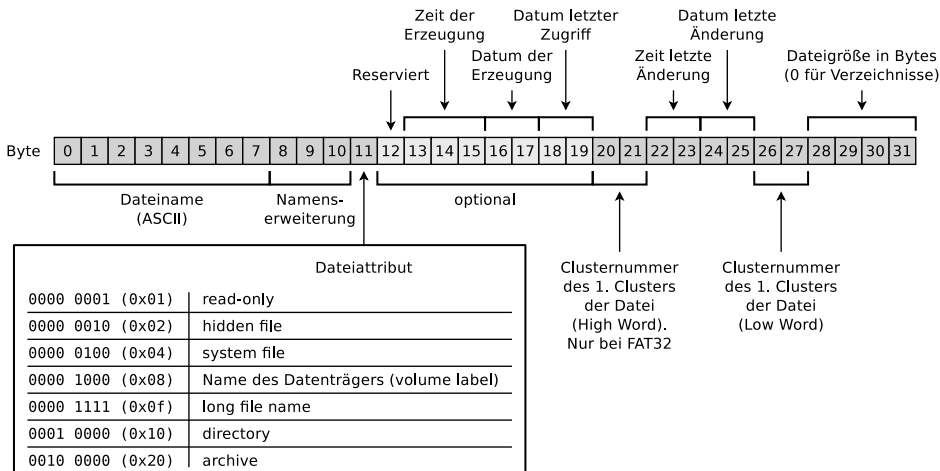 Zeit der
Erzeugung
Datum letzter
Zugriff
Datum letzte
Änderung
Reserviert
Datum der
Erzeugung
Zeit letzte
Änderung
Dateigröße in Bytes
(0 für Verzeichnisse)
Byte 0 1 2 3 4 5 6 7 8 9 10 11 12 13 14 15 16 17 18 19 20 21 22 23 24 25 26 27 28 29 30 31
Dateiname
(ASCII)
Namens-
erweiterung
optional
Clusternummer
des 1. Clusters
der Datei
(High Word).
Nur bei FAT32
Clusternummer
des 1. Clusters
der Datei
(Low Word)
Dateiattribut
0000 0001 (0x01) read-only
0000 0010 (0x02) hidden file
0000 0100 (0x04) system file
0000 1000 (0x08) Name des Datenträgers (volume label)
0000 1111 (0x0f) long file name
0001 0000 (0x10) directory
0010 0000 (0x20) archive